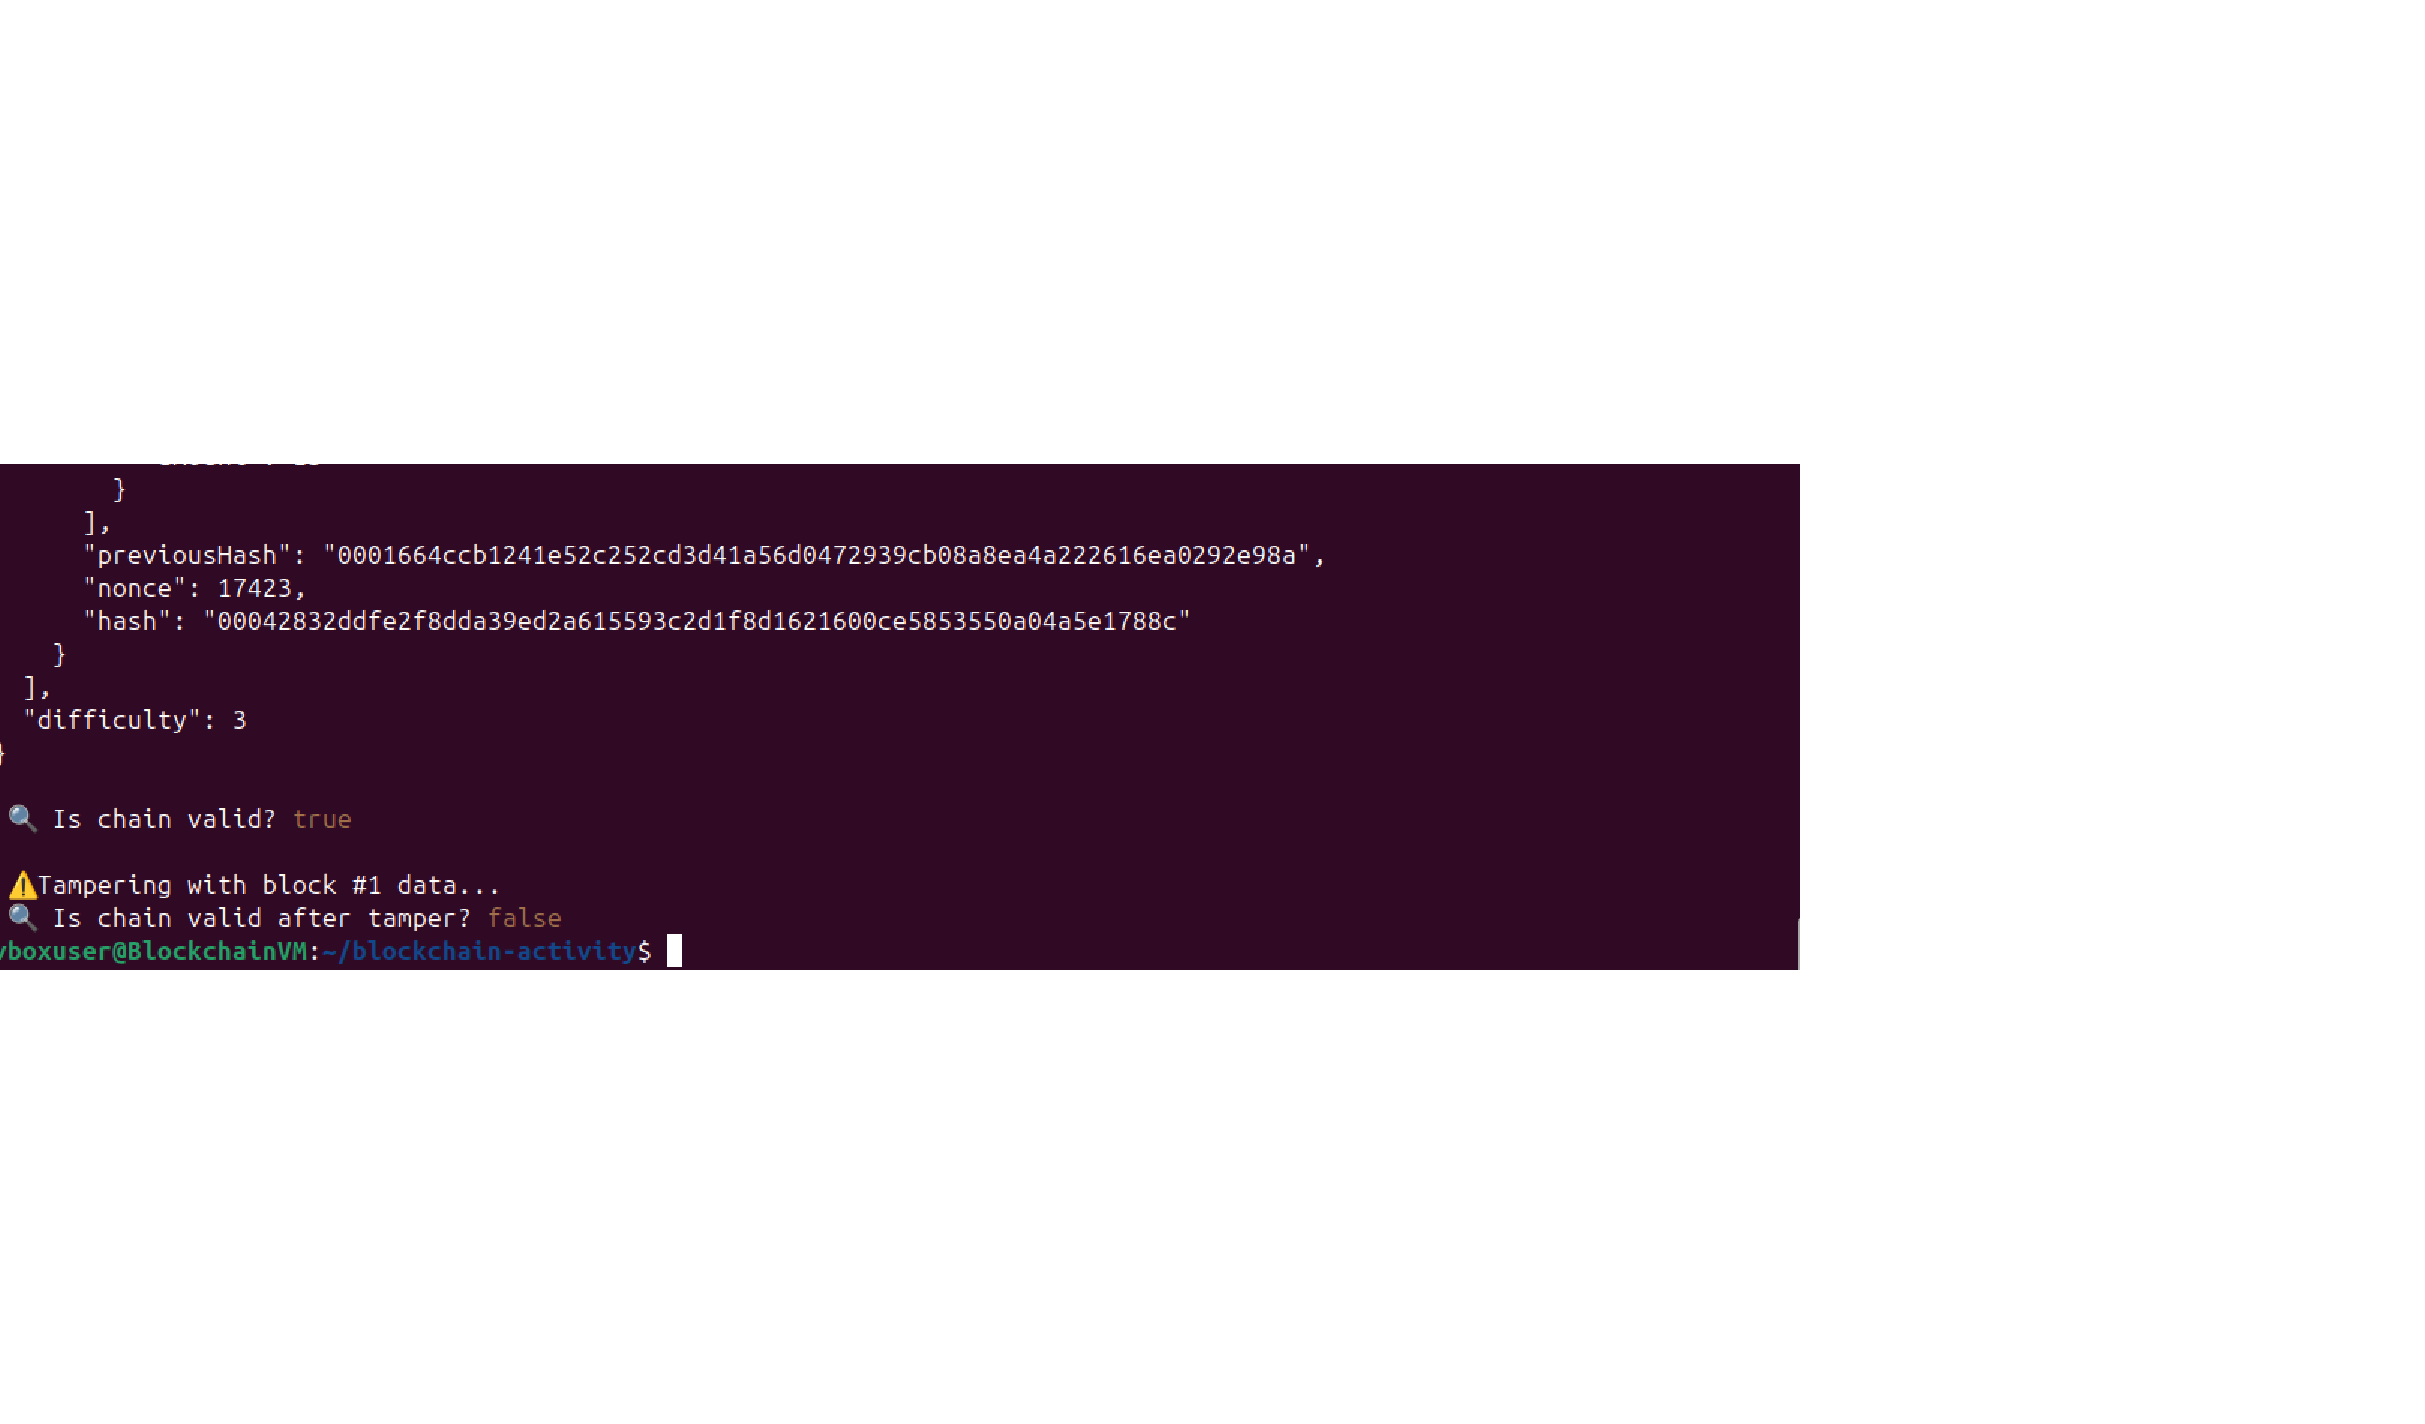 }
],
"previousHash": "0001664ccb1241e52c252cd3d41a56d0472939cb08a8ea4a222616ea0292e98a",
"nonce": 17423,
"hash": "00042832ddfe2f8dda39ed2a615593c2d1f8d1621600ce5853550a04a5e1788c"
}
],
"difficulty": 3
}
🔍 Is chain valid? true
⚠️Tampering with block #1 data...
🔍 Is chain valid after tamper? false
vboxuser@BlockchainVM:~/blockchain-activity$